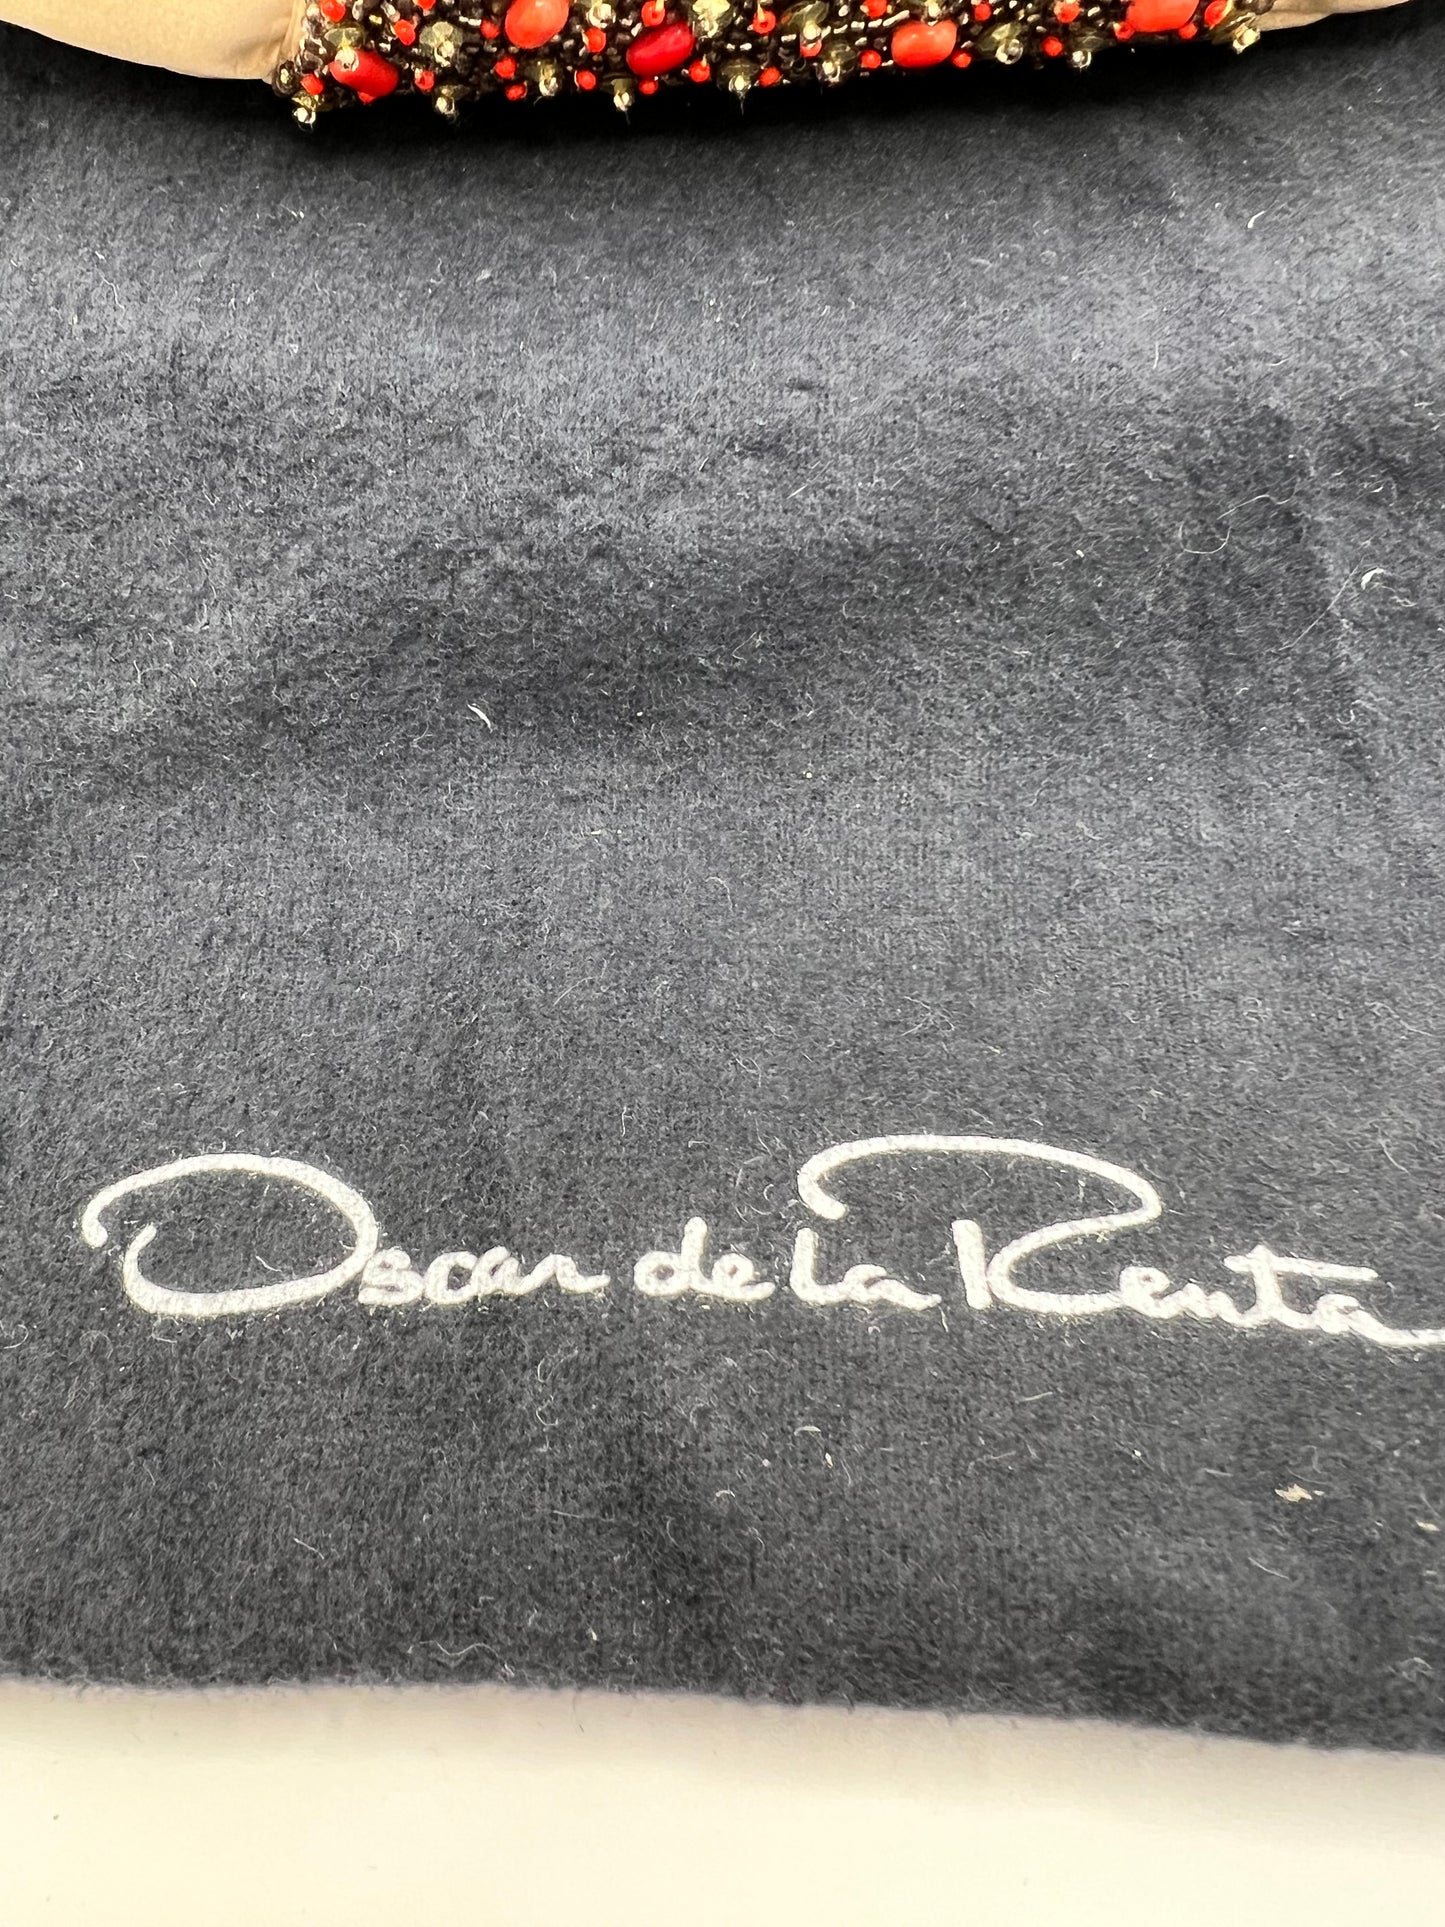 Oscar de la Renta